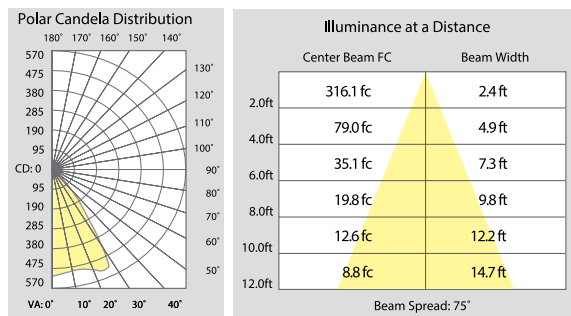 Polar Candela Distribution
180˚ 170˚ 160˚ 150˚ 140˚
570
475
380
285
190
95
CD: 0
95
190
285
380
475
570
130˚
120˚
110˚
100˚
90˚
80˚
70˚
60˚
50˚
VA: 0˚ 10˚ 20˚ 30˚ 40˚
Illuminance at a Distance
Center Beam FC Beam Width
2.0ft 316.1 fc 2.4 ft
4.0ft 79.0 fc 4.9 ft
6.0ft 35.1 fc 7.3 ft
8.0ft 19.8 fc 9.8 ft
10.0ft 12.6 fc 12.2 ft
12.0ft 8.8 fc 14.7 ft
Beam Spread: 75˚